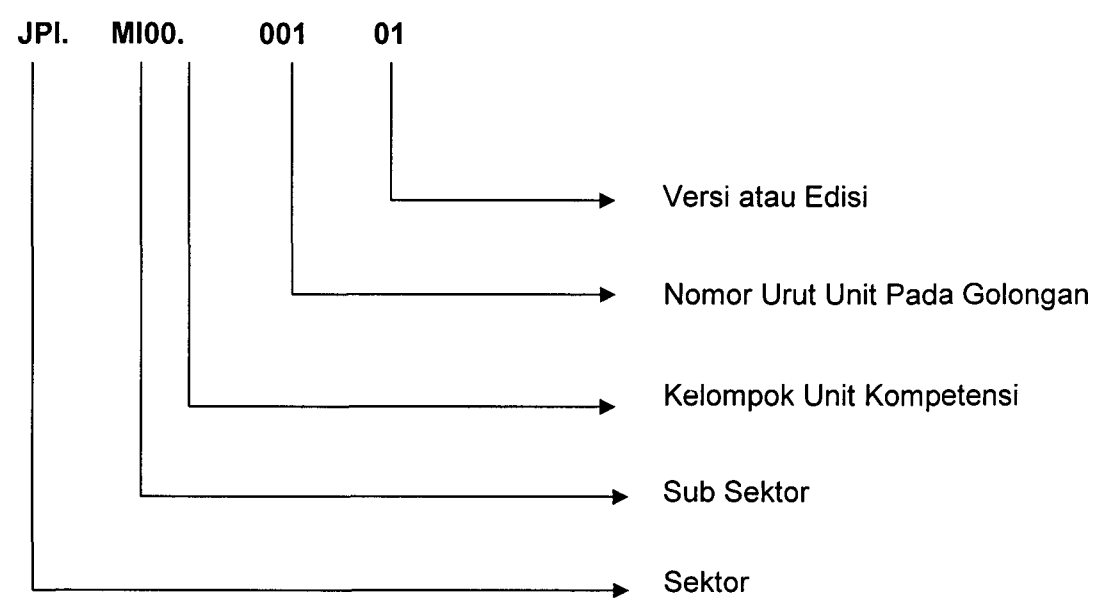 JPI. MI00. 001 01
Versi atau Edisi
Nomor Urut Unit Pada Golongan
Kelompok Unit Kompetensi
Sub Sektor
Sektor